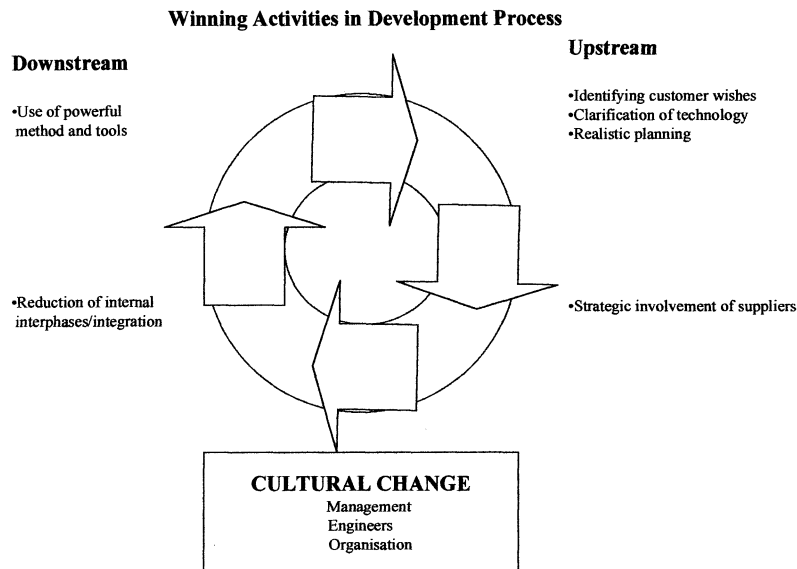 Winning Activities in Development Process
Downstream
•Use of powerful
method and tools
•Reduction of internal
interphases/integration
Upstream
•Identifying customer wishes
•Clarification of technology
•Realistic planning
•Strategic involvement of suppliers
CULTURAL CHANGE
Management
Engineers
Organisation